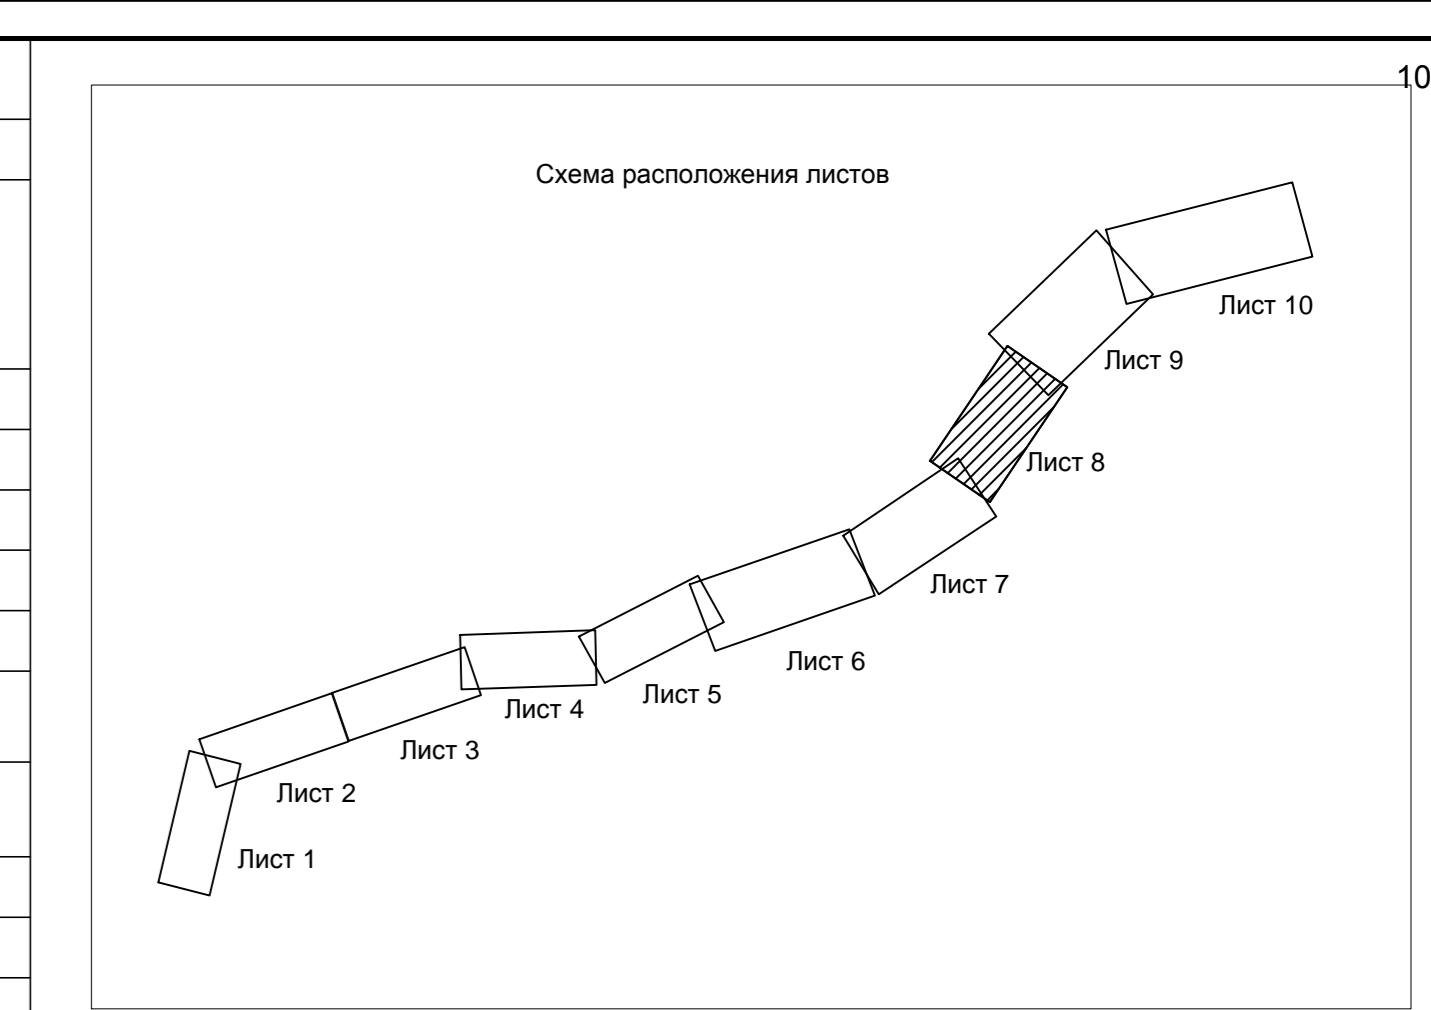 10
Схема расположения листов
Лист 10
Лист 9
Лист 8
Лист 7
Лист 6
Лист 5
Лист 4
Лист 3
Лист 2
Лист 1